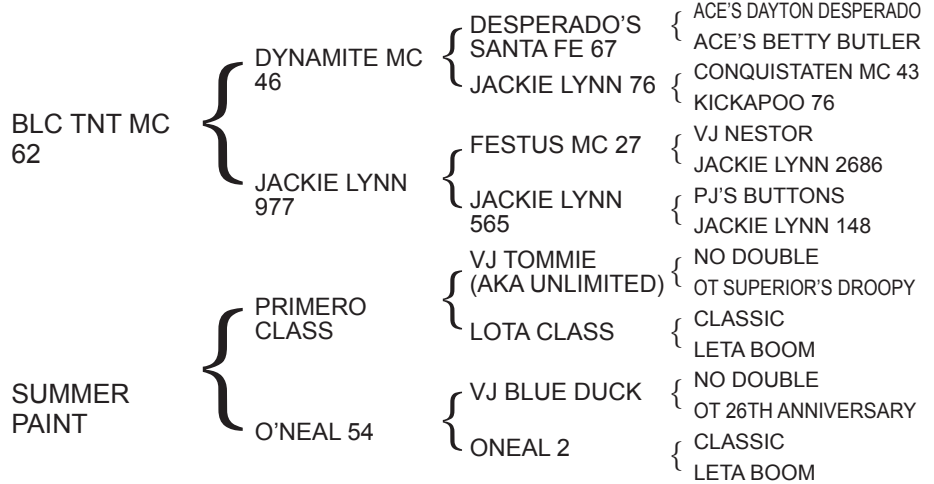 BLC TNT MC
62
DYNAMITE MC
46
DESPERADO'S
SANTA FE 67
ACE'S DAYTON DESPERADO
ACE'S BETTY BUTLER
JACKIE LYNN 76
CONQUISTATEN MC 43
KICKAPOO 76
JACKIE LYNN
977
FESTUS MC 27
VJ NESTOR
JACKIE LYNN 2686
JACKIE LYNN
565
PJ'S BUTTONS
JACKIE LYNN 148
SUMMER
PAINT
PRIMERO
CLASS
VJ TOMMIE
(AKA UNLIMITED)
NO DOUBLE
OT SUPERIOR'S DROOPY
LOTA CLASS
CLASSIC
LETA BOOM
O'NEAL 54
VJ BLUE DUCK
NO DOUBLE
OT 26TH ANNIVERSARY
ONEAL 2
CLASSIC
LETA BOOM